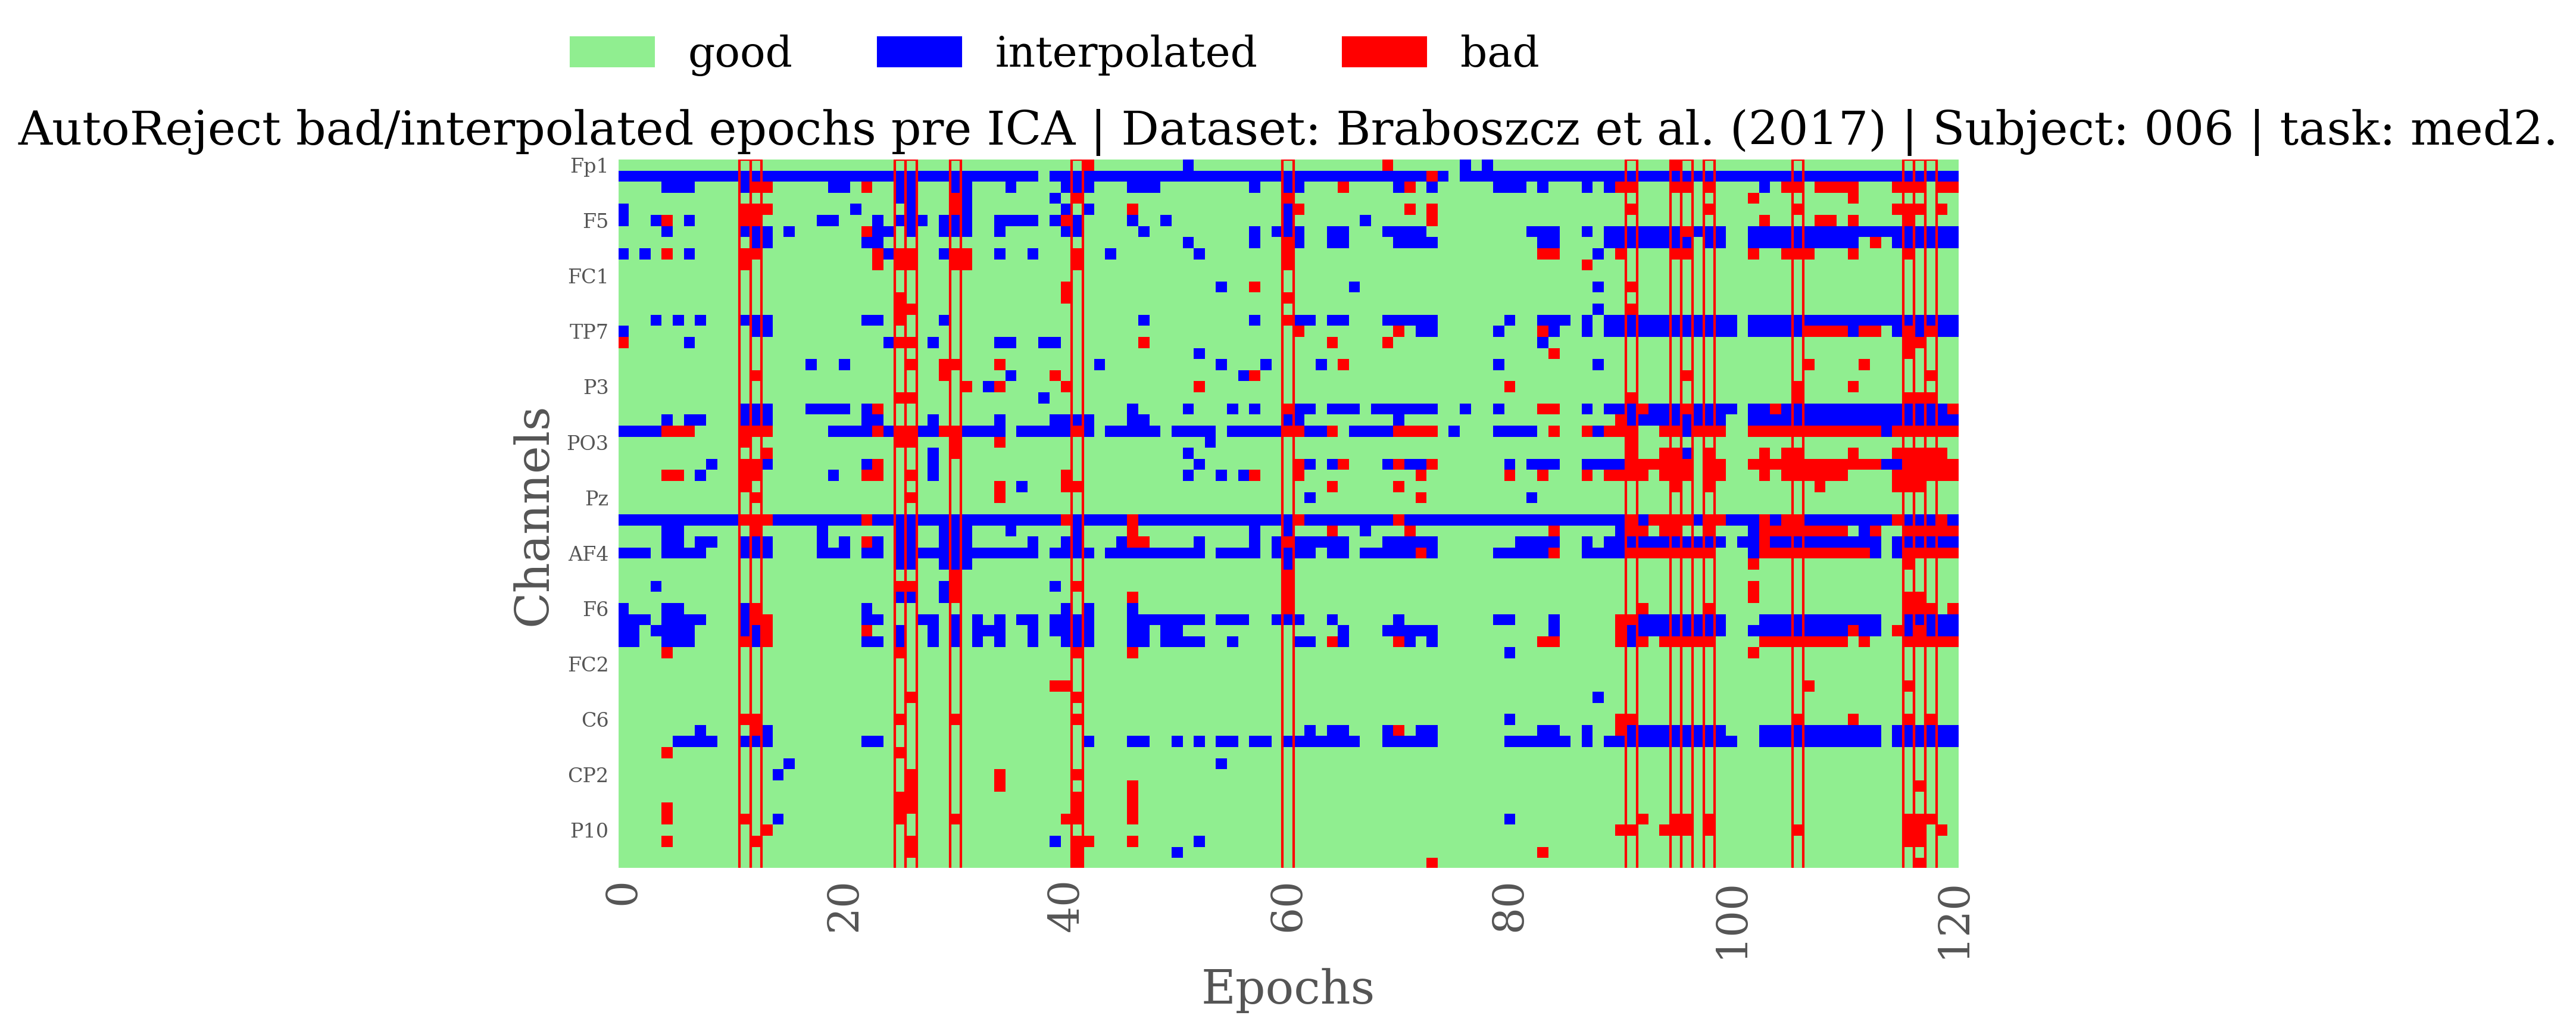 good interpolated bad
AutoReject bad/interpolated epochs pre ICA | Dataset: Braboszcz et al. (2017) | Subject: 006 | task: med2.
Fp1
F5
FC1
TP7
P3
PO3
Pz
AF4
F6
FC2
C6
CP2
P10
Channels
0 20 40 60 80 100 120
Epochs